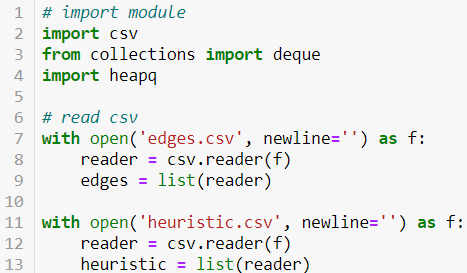 1 # import module
2 import csv
3 from collections import deque
4 import heapq
5
6 # read csv
7 with open('edges.csv', newline='') as f:
8     reader = csv.reader(f)
9     edges = list(reader)
10
11 with open('heuristic.csv', newline='') as f:
12     reader = csv.reader(f)
13     heuristic = list(reader)